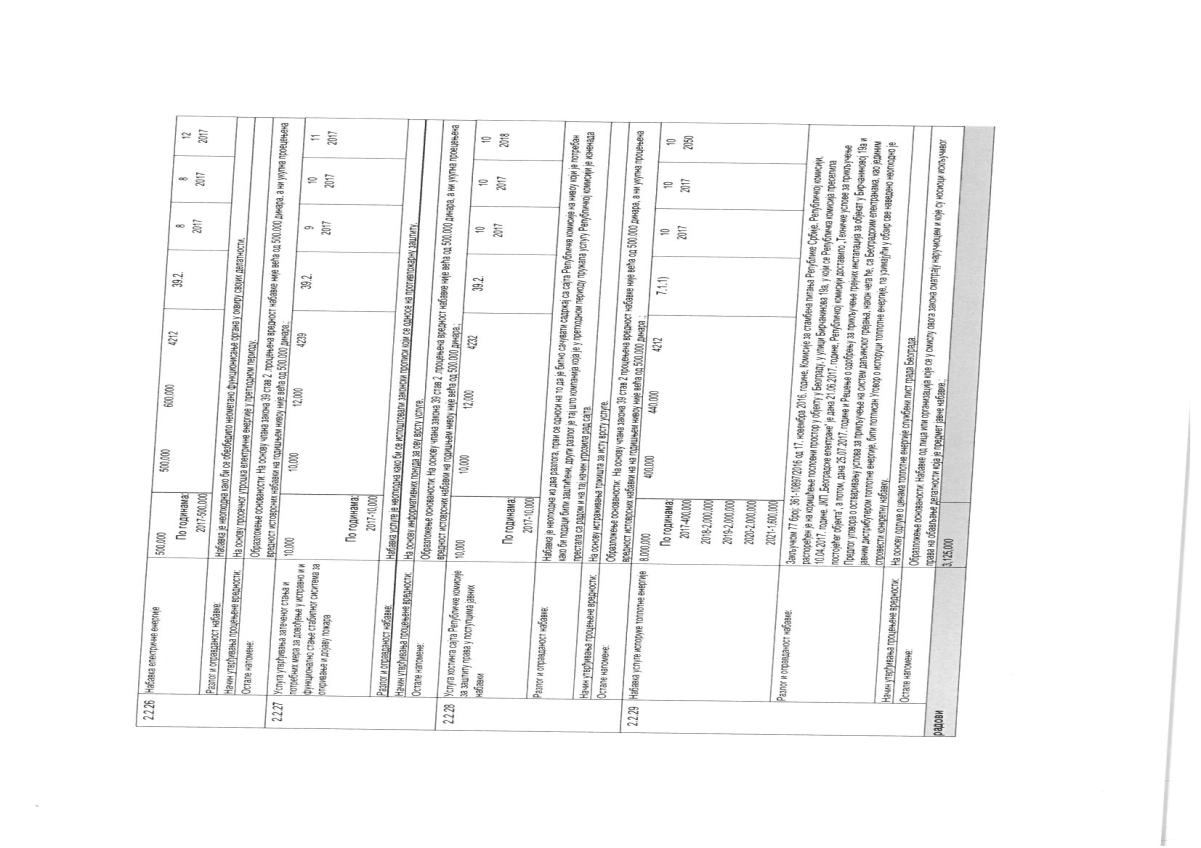 2.2.26 Набавка електричне енергије 500,000 500,000 600,000 4212 39.2. 8 8 12
2017 2017 2017
По годинама:
2017-500,000
Разлог и оправданост набавке: Набавка је неопходна како би се обезбедило неометано функционисање органа у оквиру својих делатности.
Начин утврђивања процењене вредности: На основу просечног утрошка електричне енергије у претходном периоду.
Остале напомене: Образложење основаности: На основу члана закона 39 став 2 .процењена вредност набавке није већа од 500.000 динара, а ни укупна процењена
вредност истоврсних набавки на годишњем нивоу није већа од 500.000 динара.;
2.2.27 Услуга утврђивања затеченог стања и 10,000 10,000 12,000 4239 39.2. 9 10 11
потребних мера за довођење у исправно и и 2017 2017 2017
функционално стање стабилног сиситема за
откривање и дојаву пожара
По годинама:
2017-10,000
Разлог и оправданост набавке: Набавка услуге је неопходна како би се испоштовали законски прописи који се односе на противпожарну заштиту.
Начин утврђивања процењене вредности: На основу информативних понуда за ову врсту услуге.
Остале напомене: Образложење основаности: На основу члана закона 39 став 2 .процењена вредност набавке није већа од 500.000 динара, а ни укупна процењена
вредност истоврсних набавки на годишњем нивоу није већа од 500.000 динара.;
2.2.28 Услуга хостинга сајта Републичке комисије 10,000 10,000 12,000 4232 39.2. 10 10 10
за заштиту права у поступцима јавних 2017 2017 2018
набавки
По годинама:
2017-10,000
Разлог и оправданост набавке: Набавка је неопходна из два разлога, први се односи на то да је битно сачувати садржај са сајта Републичке комисије на нивоу који је потребан
како би подаци били заштићени, други разлог је тај што компанија која је у претходном периоду пружала услугу Републичкој комисији је изненада
престала са радом и на тај начин угрозила рад сајта.
Начин утврђивања процењене вредности: На основу истраживања тржишта за исту врсту услуге.
Остале напомене: Образложење основаности: На основу члана закона 39 став 2 процењена вредност набавке није већа од 500.000 динара, а ни укупна процењена
вредност истоврсних набавки на на годишњем нивоу није већа од 500.000 динара .;
2.2.29 Набавка услуге испоруке топлотне енергије 8,000,000 400,000 440,000 4212 7.1.1) 10 10 10
2017 2017 2050
По годинама:
2017-400,000
2018-2,000,000
2019-2,000,000
2020-2,000,000
2021-1,600,000
Разлог и оправданост набавке: Закључком 77 број: 361-10897/2016 од 17. новембра 2016. године, Комисије за стамбена питања Републике Србије, Републичкој комисији,
распоређен је на коришћење пословни простор у објекту у Београду, у улици Бирчанинова 19а, у који се Републичка комисија преселила
10.04.2017. године. „ЈКП „Београдске електране“ је дана 21.06.2017. године, Републичкој комисији доставило „Техничке услове за прикључење
постојећег објекта“, а потом, дана 25.07.2017. године и Решење о одобрењу за прикључење грејних инсталација за објекат у Бирчаниновој 19а и
Предлог уговора о остваривању услова за прикључење на систем даљинског грејања, након чега ће, са Београдским електранама, као јединим
јавним дистрибутером топлотне енергије, бити потписан Уговор о испоруци топлотне енергије, па узимајући у обзир све наведено неопходно је
спровести конкретну набавку.
Начин утврђивања процењене вредности: На основу одлуке о ценама топлотне енергије службени лист града Београда.
Остале напомене: Образложење основаности: Набавке од лица или организација које се у смислу овога закона сматрају наручиоцем и које су носиоци искључивог
права на обављање делатности која је предмет јавне набавке.;
радови 3,126,000